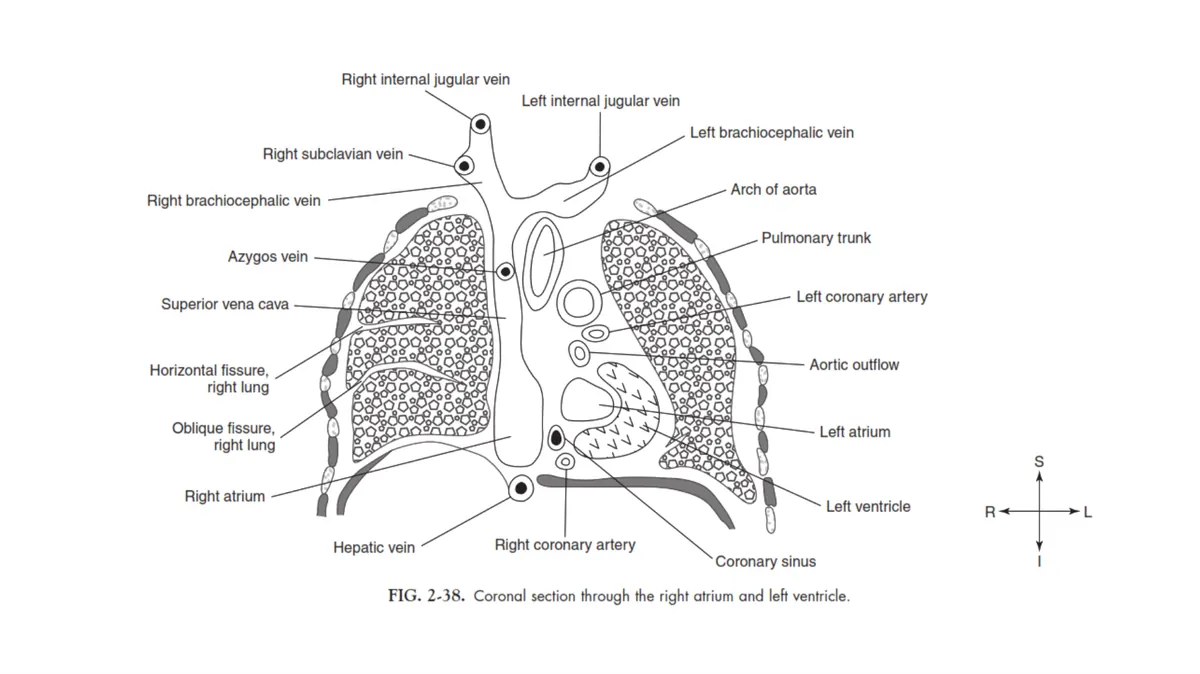 Right internal jugular vein
Left internal jugular vein
Left brachiocephalic vein
Right subclavian vein
Arch of aorta
Right brachiocephalic vein
Pulmonary trunk
Azygos vein
Left coronary artery
Superior vena cava
Aortic outflow
Horizontal fissure,
right lung
Oblique fissure,
right lung
Left atrium
Right atrium
Left ventricle
Hepatic vein
Right coronary artery
Coronary sinus
S
R
L
I
FIG. 2-38. Coronal section through the right atrium and left ventricle.